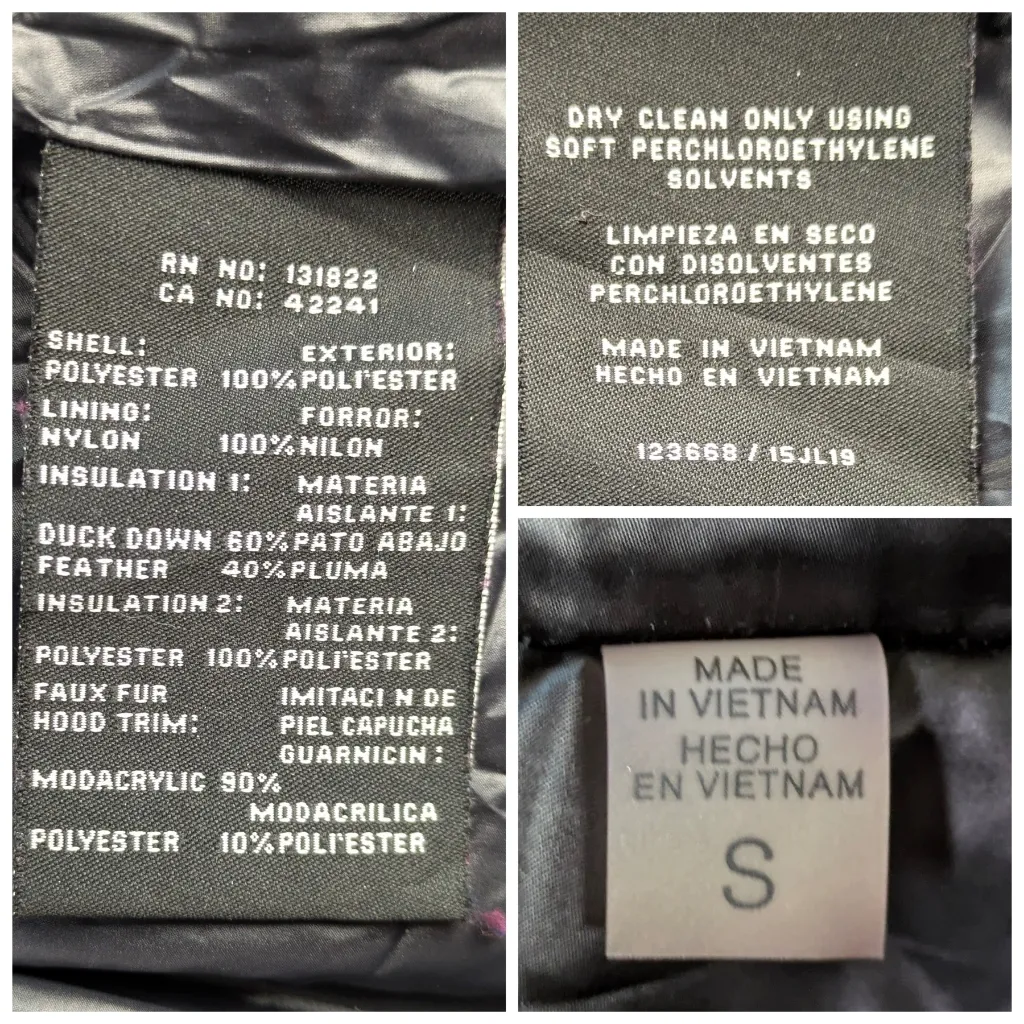 RN NO: 131822
CA NO: 42241
SHELL: EXTERIOR:
POLYESTER 100% POLI'ESTER
LINING: FORROR:
NYLON 100% NILON
INSULATION 1: MATERIA
AISLANTE 1:
DUCK DOWN 60% PATO ABAJO
FEATHER 40% PLUMA
INSULATION 2: MATERIA
AISLANTE 2:
POLYESTER 100% POLI'ESTER
FAUX FUR IMITACI N DE
HOOD TRIM: PIEL CAPUCHA
GUARNICIN :
MODACRYLIC 90%
MODACRILICA
POLYESTER 10% POLI'ESTER
DRY CLEAN ONLY USING
SOFT PERCHLOROETHYLENE
SOLVENTS
LIMPIEZA EN SECO
CON DISOLVENTES
PERCHLOROETHYLENE
MADE IN VIETNAM
HECHO EN VIETNAM
123668 / 15JL19
MADE
IN VIETNAM
HECHO
EN VIETNAM
S